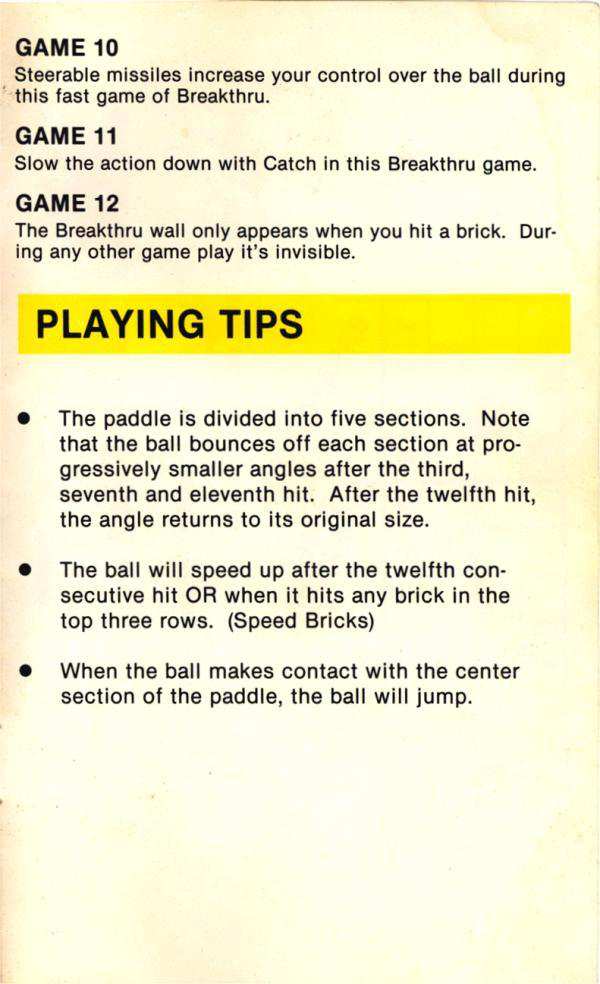 GAME 10
Steerable missiles increase your control over the ball during
this fast game of Breakthru.
GAME 11
Slow the action down with Catch in this Breakthru game.
GAME 12
The Breakthru wall only appears when you hit a brick. Dur-
ing any other game play it's invisible.
PLAYING TIPS
● The paddle is divided into five sections. Note
that the ball bounces off each section at pro-
gressively smaller angles after the third,
seventh and eleventh hit. After the twelfth hit,
the angle returns to its original size.
● The ball will speed up after the twelfth con-
secutive hit OR when it hits any brick in the
top three rows. (Speed Bricks)
● When the ball makes contact with the center
section of the paddle, the ball will jump.